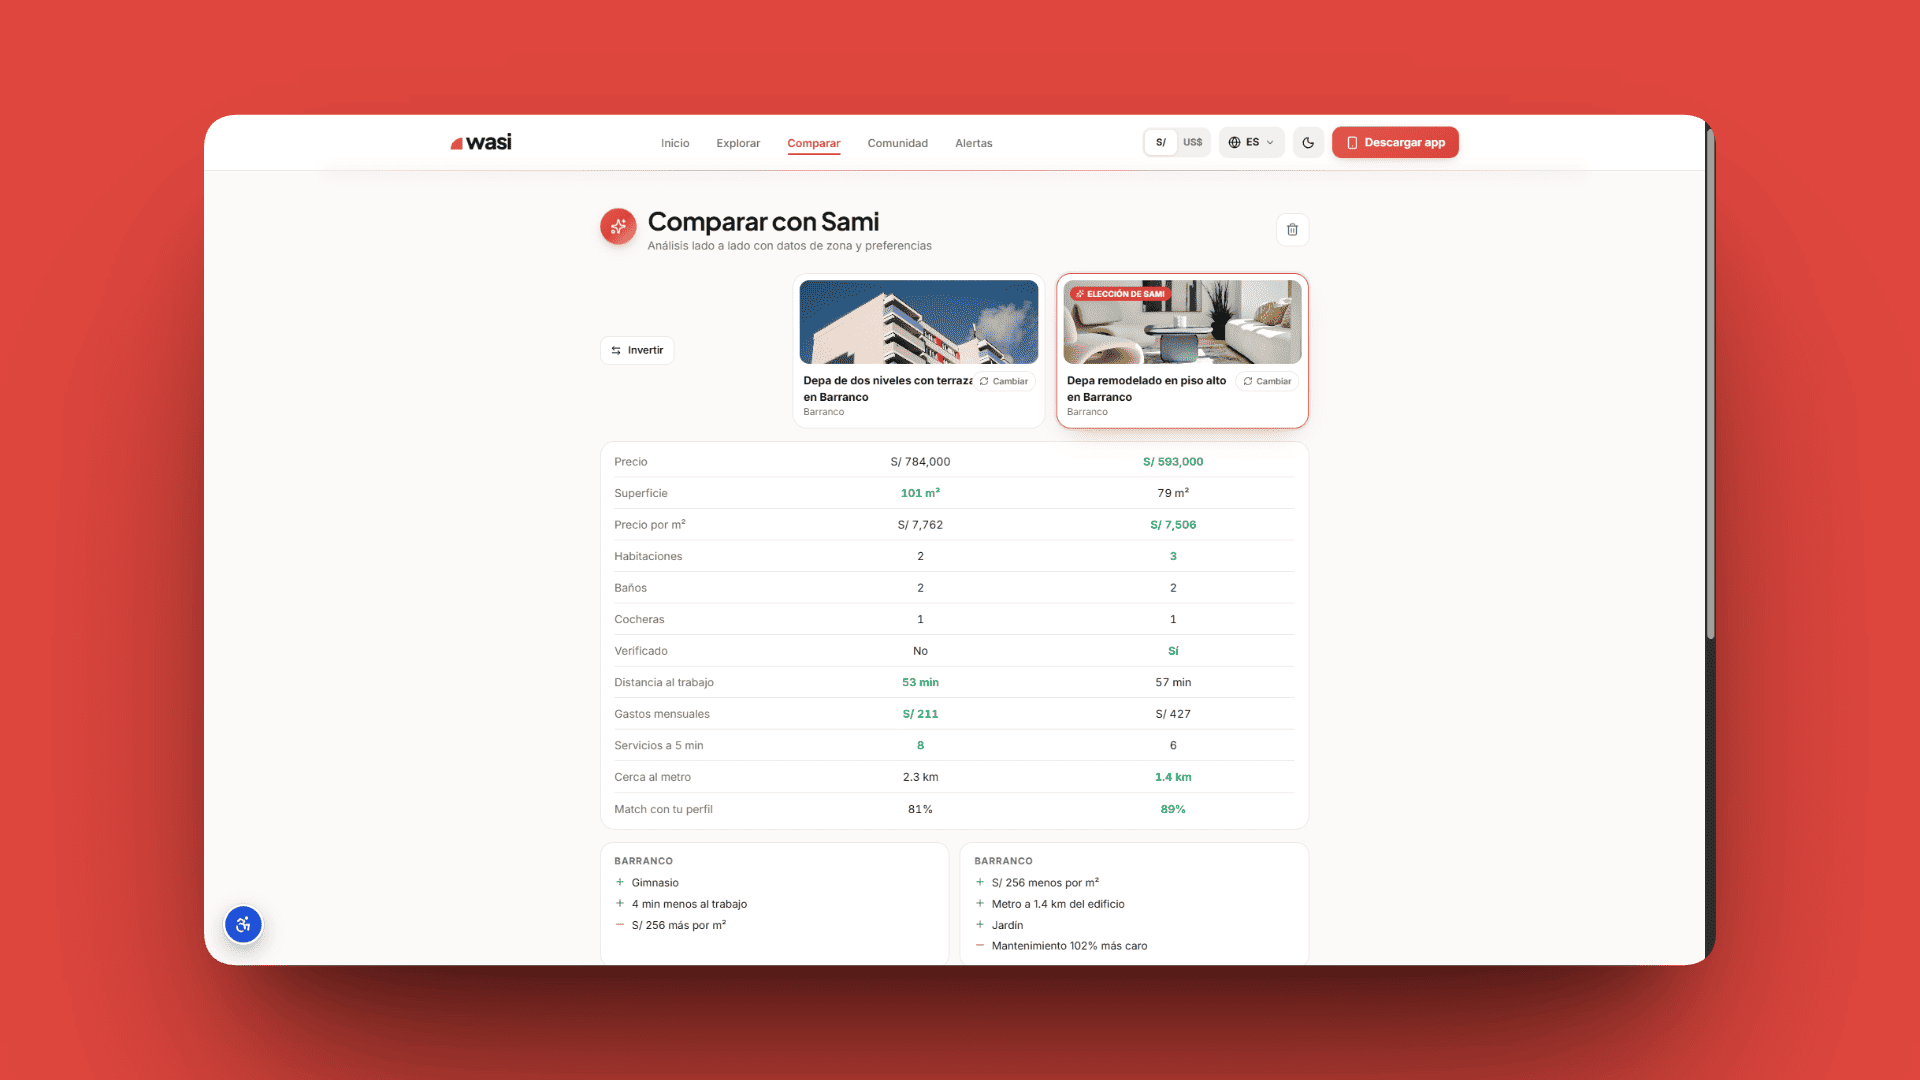 wasi
Inicio Explorar Comparar Comunidad Alertas
S/ US$ ES Descargar app
Comparar con Sami
Análisis lado a lado con datos de zona y preferencias
Invertir
Depa de dos niveles con terraza
en Barranco
Barranco
Cambiar
ELECCIÓN DE SAMI
Depa remodelado en piso alto
en Barranco
Barranco
Cambiar
Precio S/ 784,000 S/ 593,000
Superficie 101 m² 79 m²
Precio por m² S/ 7,762 S/ 7,506
Habitaciones 2 3
Baños 2 2
Cocheras 1 1
Verificado No Sí
Distancia al trabajo 53 min 57 min
Gastos mensuales S/ 211 S/ 427
Servicios a 5 min 8 6
Cerca al metro 2.3 km 1.4 km
Match con tu perfil 81% 89%
BARRANCO
+ Gimnasio
+ 4 min menos al trabajo
− S/ 256 más por m²
BARRANCO
+ S/ 256 menos por m²
+ Metro a 1.4 km del edificio
+ Jardín
− Mantenimiento 102% más caro